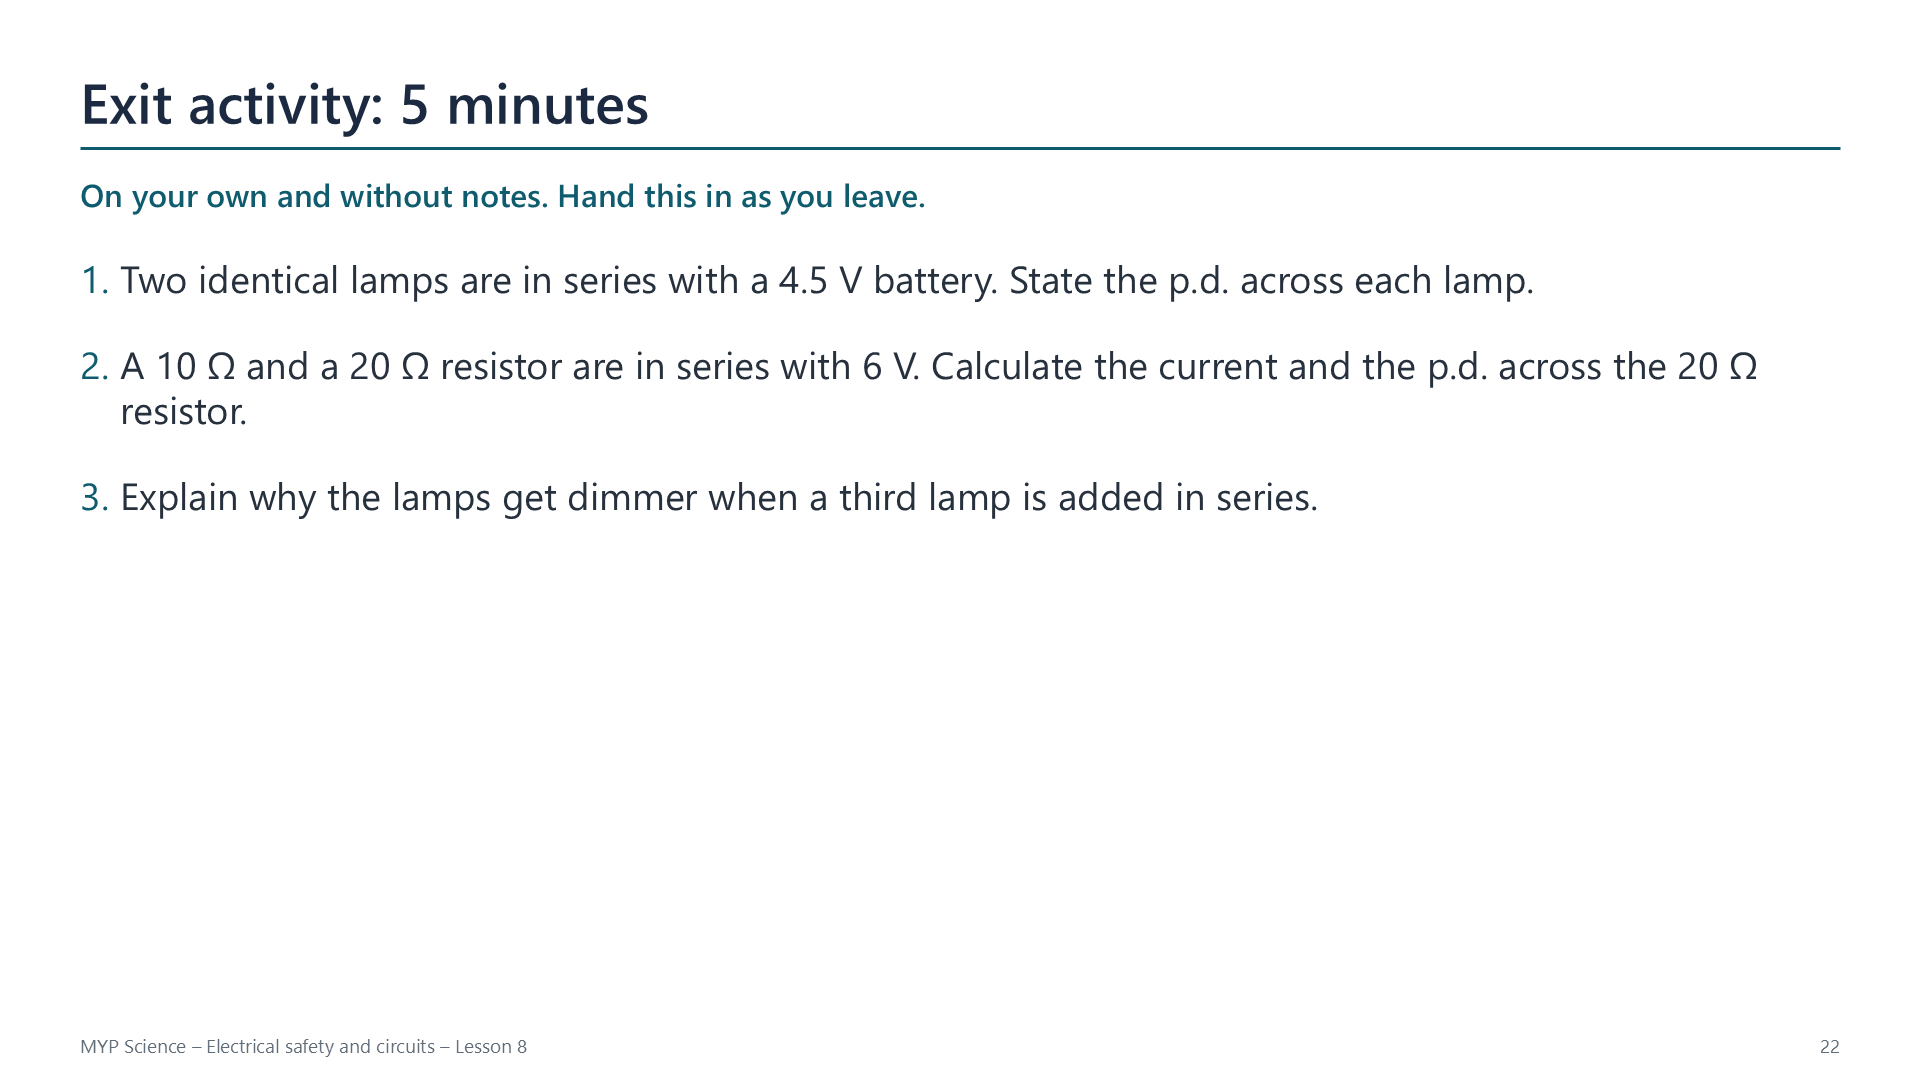 Exit activity: 5 minutes
On your own and without notes. Hand this in as you leave.
1. Two identical lamps are in series with a 4.5 V battery. State the p.d. across each lamp.
2. A 10 Ω and a 20 Ω resistor are in series with 6 V. Calculate the current and the p.d. across the 20 Ω
resistor.
3. Explain why the lamps get dimmer when a third lamp is added in series.
MYP Science – Electrical safety and circuits – Lesson 8
22